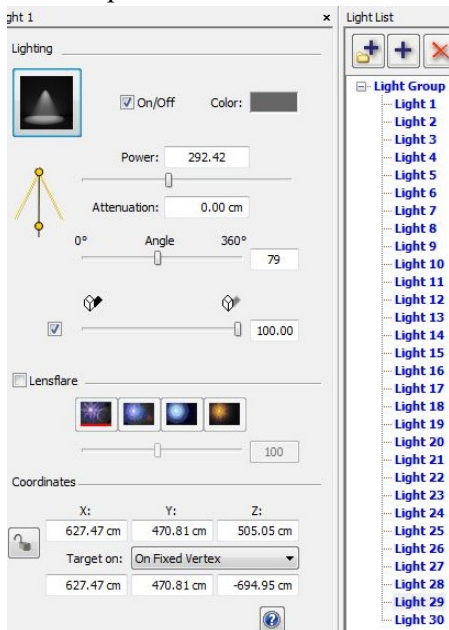 ght 1
Light List
Lighting
On/Off Color:
Power: 292.42
Attenuation: 0.00 cm
0° Angle 360°
79
100.00
Lensflare
100
Coordinates
X: Y: Z:
627.47 cm 470.81 cm 505.05 cm
Target on: On Fixed Vertex
627.47 cm 470.81 cm -694.95 cm
Light Group
Light 1
Light 2
Light 3
Light 4
Light 5
Light 6
Light 7
Light 8
Light 9
Light 10
Light 11
Light 12
Light 13
Light 14
Light 15
Light 16
Light 17
Light 18
Light 19
Light 20
Light 21
Light 22
Light 23
Light 24
Light 25
Light 26
Light 27
Light 28
Light 29
Light 30